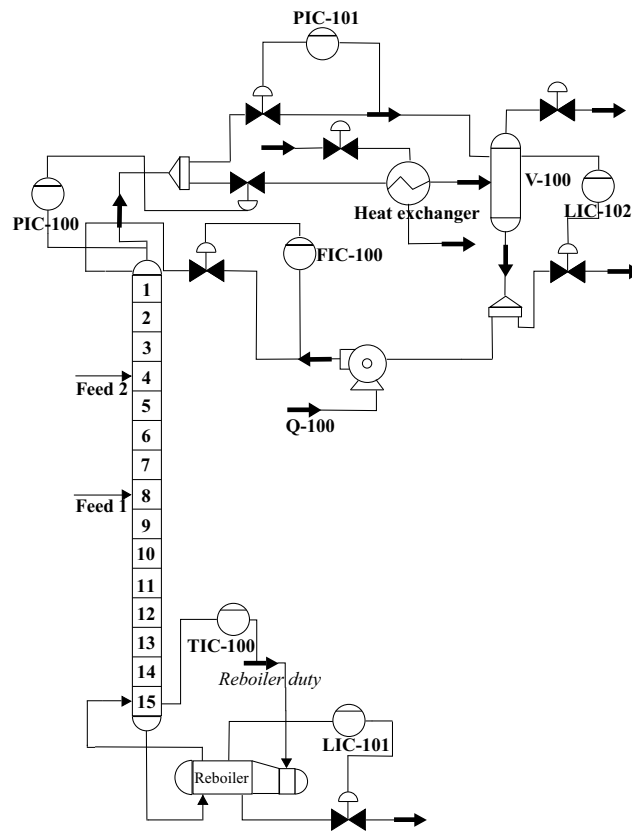 PIC-101
V-100
PIC-100
Heat exchanger
LIC-102
FIC-100
1
2
3
4
Feed 2
5
Q-100
6
7
8
Feed 1
9
10
11
12
13
TIC-100
14
Reboiler duty
15
LIC-101
Reboiler